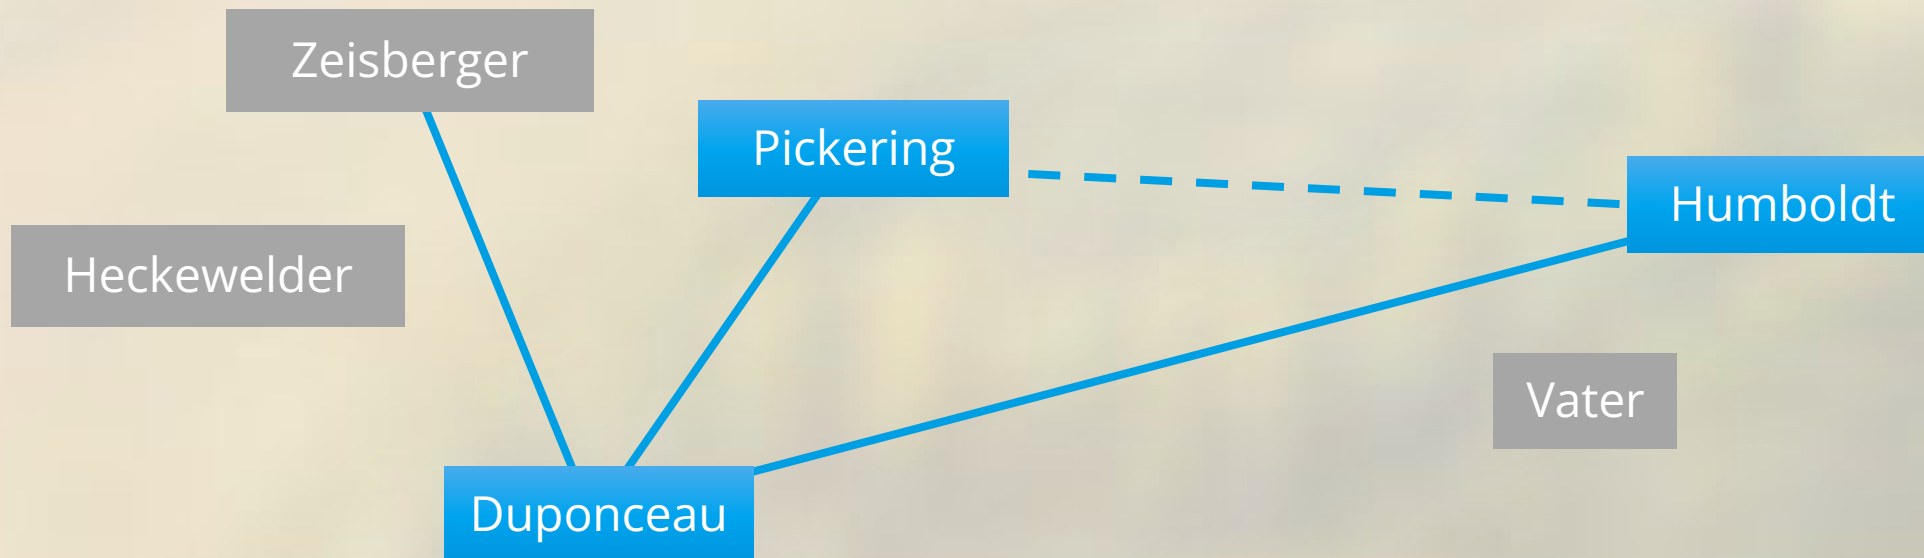 Zeisberger
Pickering
Humboldt
Heckewelder
Vater
Duponceau